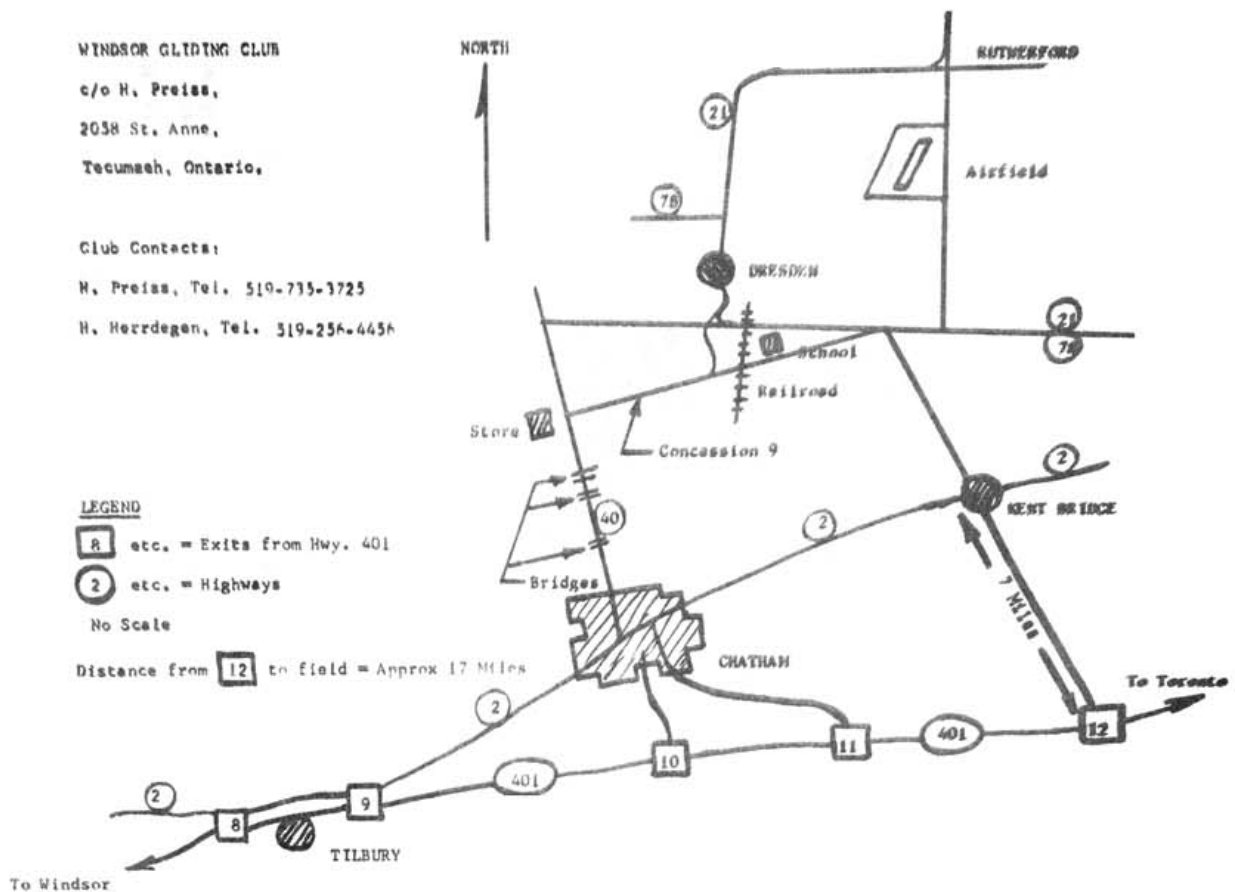 WINDSOR GLIDING CLUB
c/o H. Preiss,
2058 St. Anne,
Tecumseh, Ontario.
Club Contacts:
H. Preiss, Tel. 519-735-3725
H. Herrdegen, Tel. 519-256-4456
NORTH
RUTHERFORD
21
Airfield
78
DRESDEN
21
78
School
Railroad
Store
Concession 9
2
KENT BRIDGE
40
2
Bridges
7 Miles
LEGEND
8 etc. = Exits from Hwy. 401
2 etc. = Highways
No Scale
Distance from 12 to field = Approx 17 Miles
CHATHAM
To Toronto
2
12
11
401
10
401
2
9
8
TILBURY
To Windsor